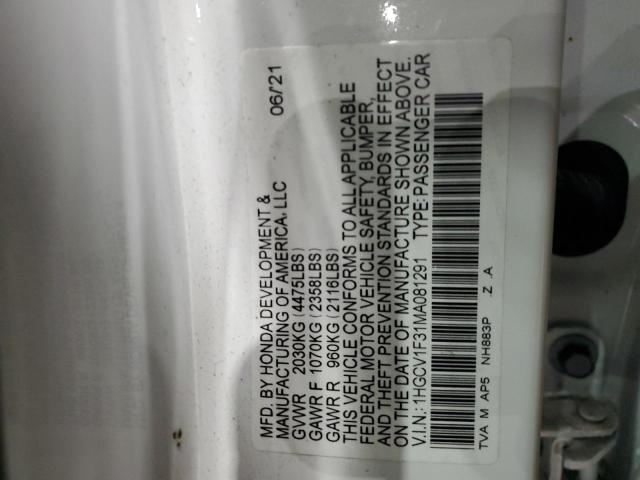 MFD. BY HONDA DEVELOPMENT & 06/21
MANUFACTURING OF AMERICA, LLC
GVWR 2030KG (4475LBS)
GAWR F 1070KG (2358LBS)
GAWR R 960KG (2116LBS)
THIS VEHICLE CONFORMS TO ALL APPLICABLE
FEDERAL MOTOR VEHICLE SAFETY, BUMPER,
AND THEFT PREVENTION STANDARDS IN EFFECT
ON THE DATE OF MANUFACTURE SHOWN ABOVE.
V.I.N.: 1HGCV1F31MA081291 TYPE: PASSENGER CAR
TVA M AP5 NH883P .Z .A